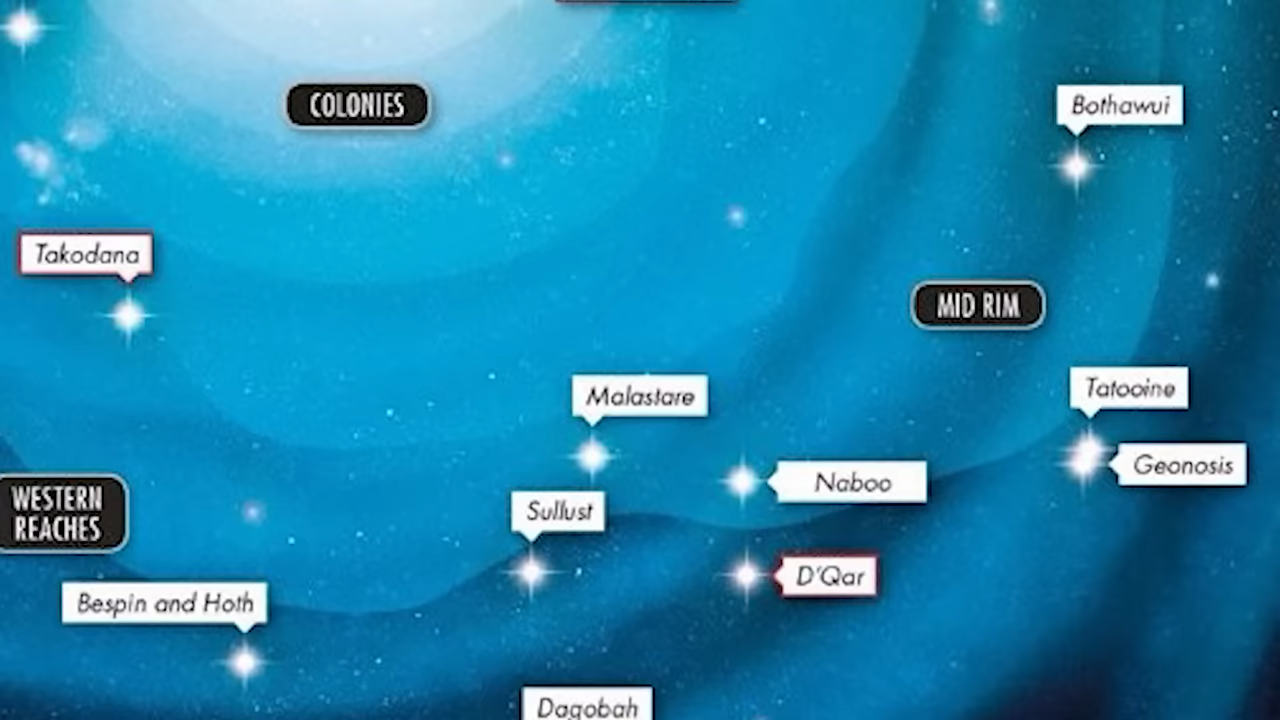 COLONIES
Bothawui
Takodana
MID RIM
Tatooine
Malastare
Geonosis
Naboo
WESTERN
REACHES
Sullust
D'Qar
Bespin and Hoth
Dagobah